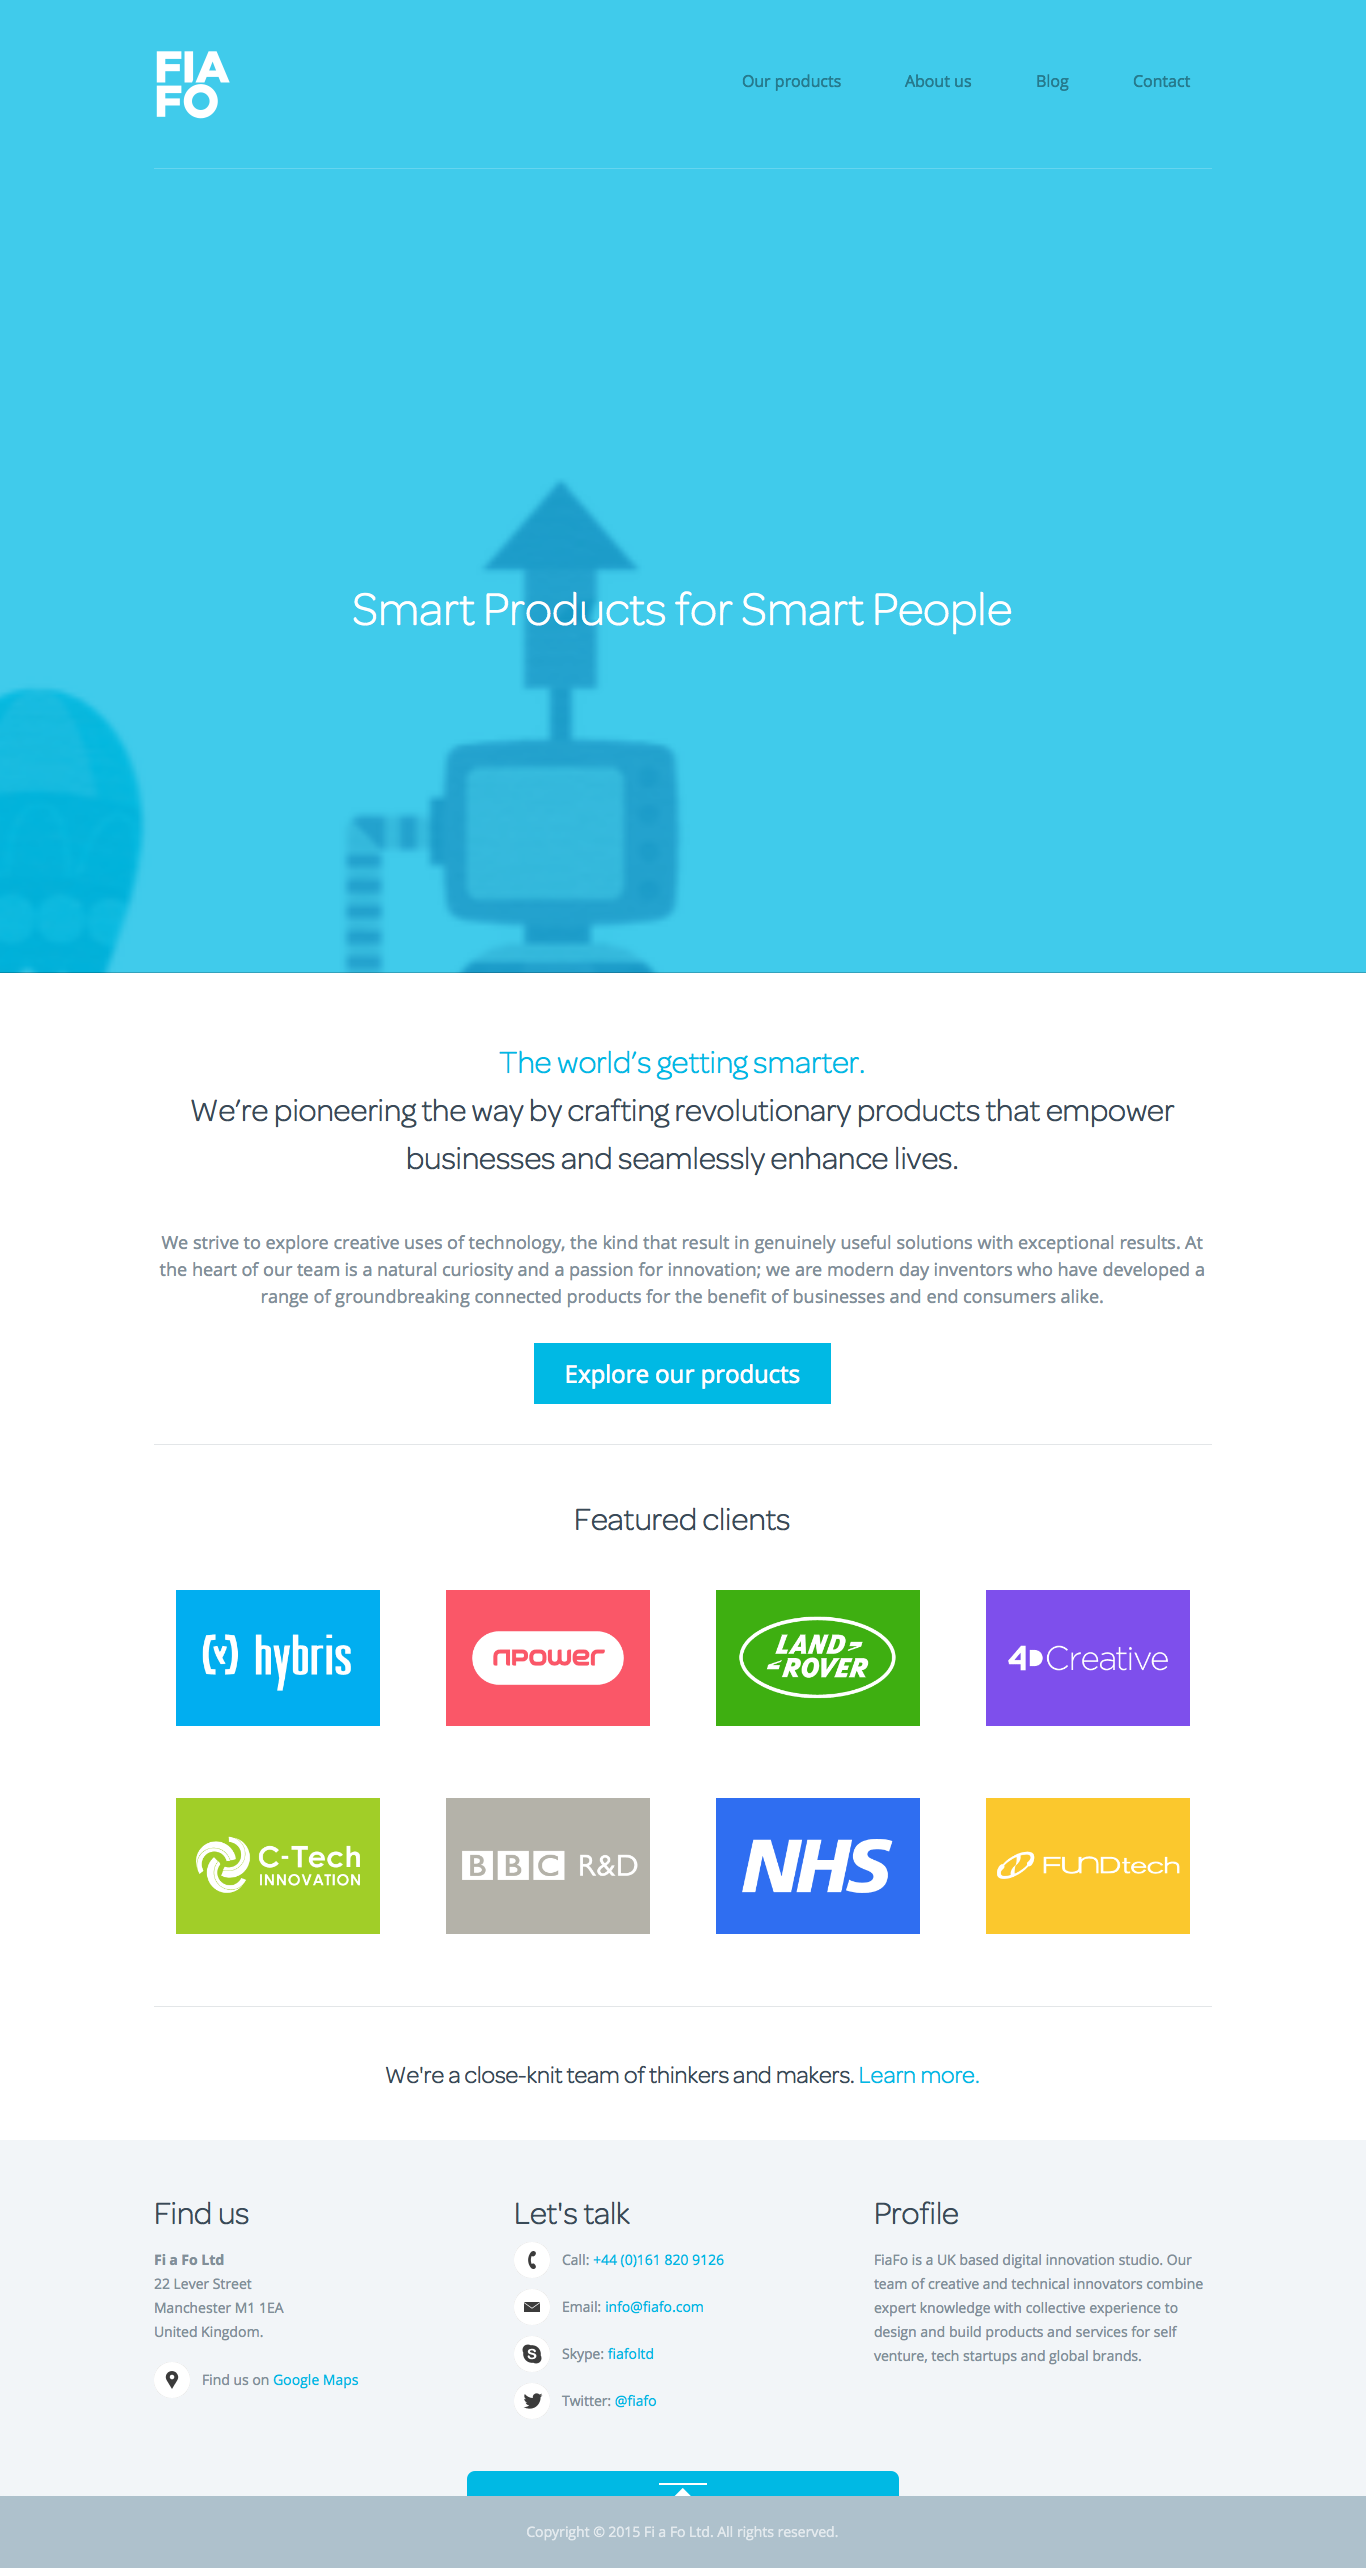 FIA
FO
Our products About us Blog Contact
Smart Products for Smart People
The world's getting smarter.
We're pioneering the way by crafting revolutionary products that empower
businesses and seamlessly enhance lives.
We strive to explore creative uses of technology, the kind that result in genuinely useful solutions with exceptional results. At
the heart of our team is a natural curiosity and a passion for innovation; we are modern day inventors who have developed a
range of groundbreaking connected products for the benefit of businesses and end consumers alike.
Explore our products
Featured clients
(Y) hybris
npower
LAND
ROVER
4D Creative
C-Tech
INNOVATION
BBC R&D
NHS
FUNDtech
We're a close-knit team of thinkers and makers. Learn more.
Find us
Fi a Fo Ltd
22 Lever Street
Manchester M1 1EA
United Kingdom.
Find us on Google Maps
Let's talk
Call: +44 (0)161 820 9126
Email: info@fiafo.com
Skype: fiafoltd
Twitter: @fiafo
Profile
FiaFo is a UK based digital innovation studio. Our
team of creative and technical innovators combine
expert knowledge with collective experience to
design and build products and services for self
venture, tech startups and global brands.
Copyright © 2015 Fi a Fo Ltd. All rights reserved.